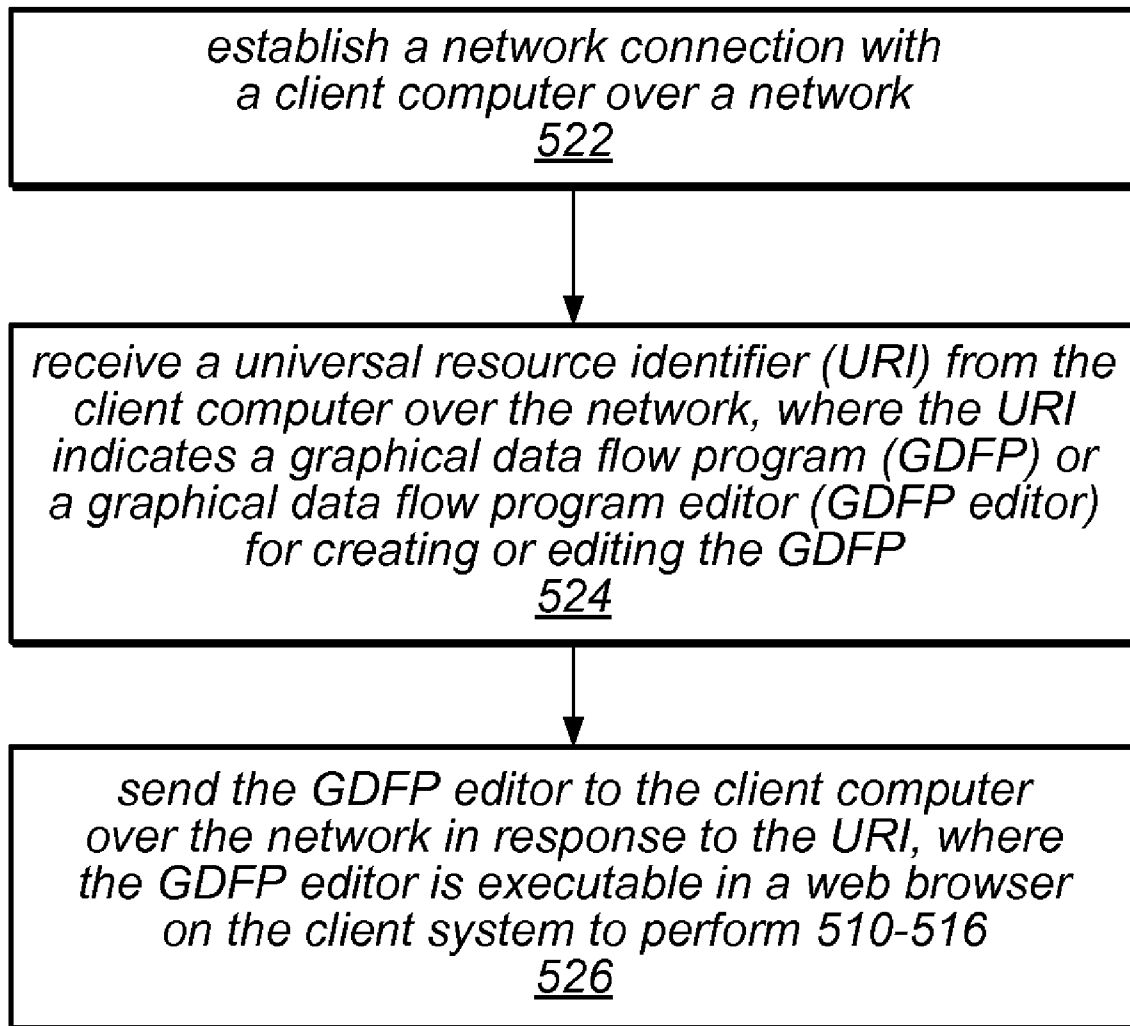 establish a network connection with
a client computer over a network
522
receive a universal resource identifier (URI) from the
client computer over the network, where the URI
indicates a graphical data flow program (GDFP) or
a graphical data flow program editor (GDFP editor)
for creating or editing the GDFP
524
send the GDFP editor to the client computer
over the network in response to the URI, where
the GDFP editor is executable in a web browser
on the client system to perform 510-516
526